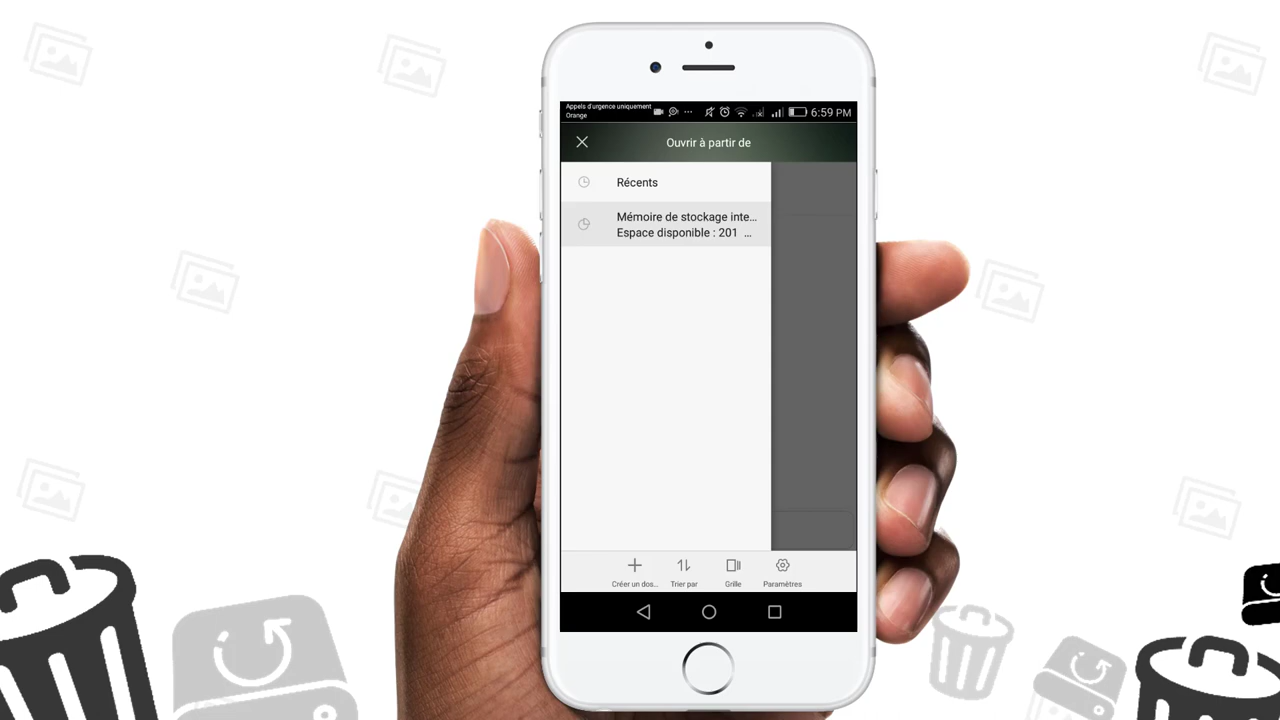 Appels d'urgence uniquement
Orange
6:59 PM
Ouvrir à partir de
Récents
Mémoire de stockage inte...
Espace disponible : 201 ...
Créer un dos...
Trier par
Grille
Paramètres